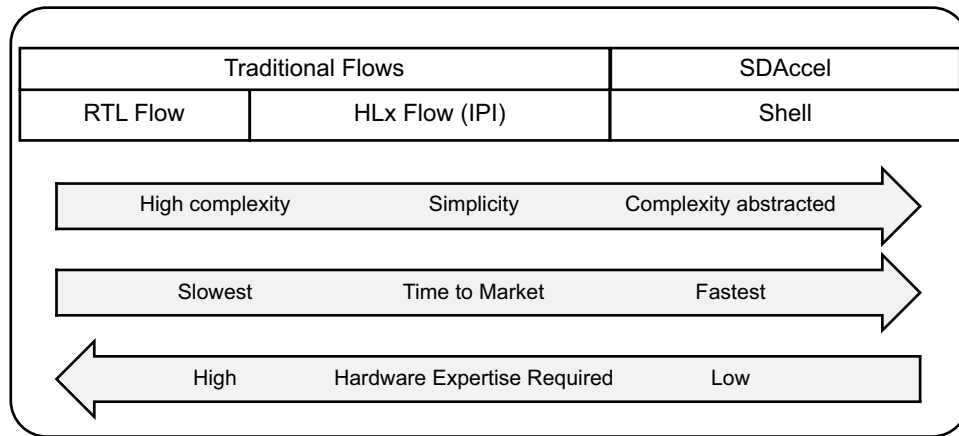 Traditional Flows SDAccel
RTL Flow HLx Flow (IPI) Shell
High complexity Simplicity Complexity abstracted
Slowest Time to Market Fastest
High Hardware Expertise Required Low